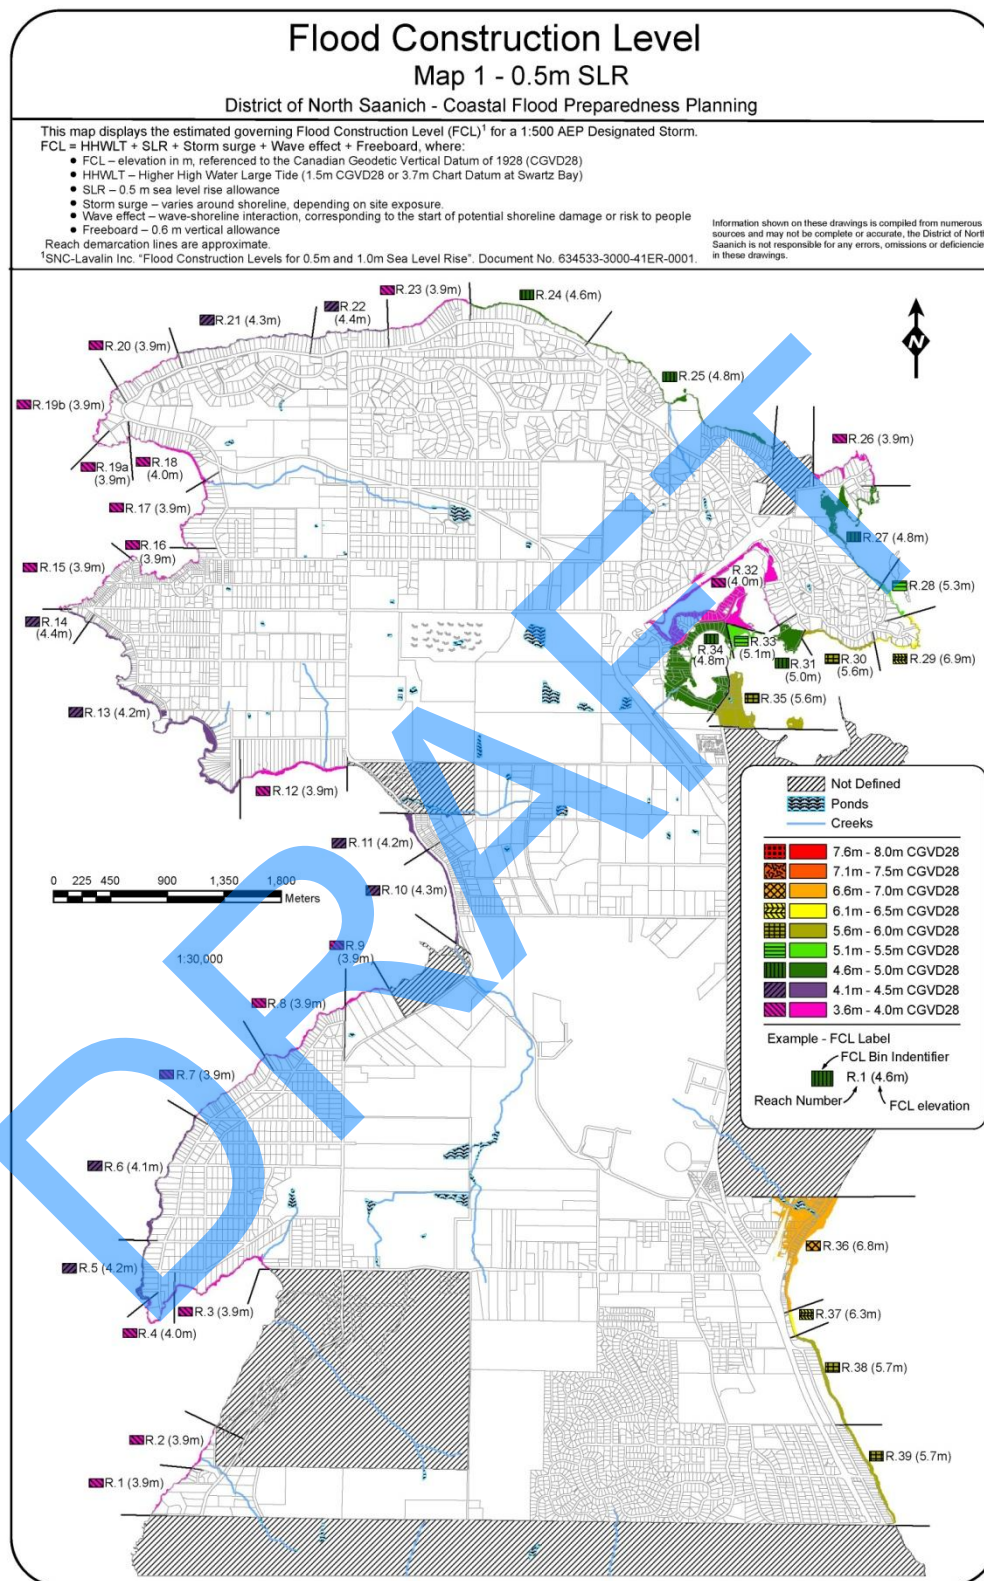 Flood Construction Level
Map 1 - 0.5m SLR
District of North Saanich - Coastal Flood Preparedness Planning
This map displays the estimated governing Flood Construction Level (FCL)¹ for a 1:500 AEP Designated Storm.
FCL = HHWLT + SLR + Storm surge + Wave effect + Freeboard, where:
● FCL – elevation in m, referenced to the Canadian Geodetic Vertical Datum of 1928 (CGVD28)
● HHWLT – Higher High Water Large Tide (1.5m CGVD28 or 3.7m Chart Datum at Swartz Bay)
● SLR – 0.5 m sea level rise allowance
● Storm surge – varies around shoreline, depending on site exposure.
● Wave effect – wave-shoreline interaction, corresponding to the start of potential shoreline damage or risk to people
● Freeboard – 0.6 m vertical allowance
Reach demarcation lines are approximate.
¹SNC-Lavalin Inc. "Flood Construction Levels for 0.5m and 1.0m Sea Level Rise". Document No. 634533-3000-41ER-0001.
Information shown on these drawings is compiled from numerous
sources and may not be complete or accurate, the District of North
Saanich is not responsible for any errors, omissions or deficiencie
in these drawings.
R.23 (3.9m)
R.24 (4.6m)
R.22
(4.4m)
R.21 (4.3m)
R.20 (3.9m)
R.25 (4.8m)
N
R.19b (3.9m)
R.26 (3.9m)
R.19a
(3.9m)
R.18
(4.0m)
R.17 (3.9m)
R.27 (4.8m)
R.16
(3.9m)
R.15 (3.9m)
R.32
(4.0m)
R.28 (5.3m)
R.14
(4.4m)
R.33
(5.1m)
R.34
(4.8m)
R.31
(5.0m)
R.30
(5.6m)
R.29 (6.9m)
R.35 (5.6m)
R.13 (4.2m)
R.12 (3.9m)
R.11 (4.2m)
R.10 (4.3m)
0 225 450 900 1,350 1,800
Meters
1:30,000
R.9
(3.9m)
R.8 (3.9m)
R.7 (3.9m)
R.6 (4.1m)
R.5 (4.2m)
R.4 (4.0m)
R.3 (3.9m)
R.2 (3.9m)
R.1 (3.9m)
R.36 (6.8m)
R.37 (6.3m)
R.38 (5.7m)
R.39 (5.7m)
Not Defined
Ponds
Creeks
7.6m - 8.0m CGVD28
7.1m - 7.5m CGVD28
6.6m - 7.0m CGVD28
6.1m - 6.5m CGVD28
5.6m - 6.0m CGVD28
5.1m - 5.5m CGVD28
4.6m - 5.0m CGVD28
4.1m - 4.5m CGVD28
3.6m - 4.0m CGVD28
Example - FCL Label
FCL Bin Indentifier
R.1 (4.6m)
Reach Number
FCL elevation
DRAFT